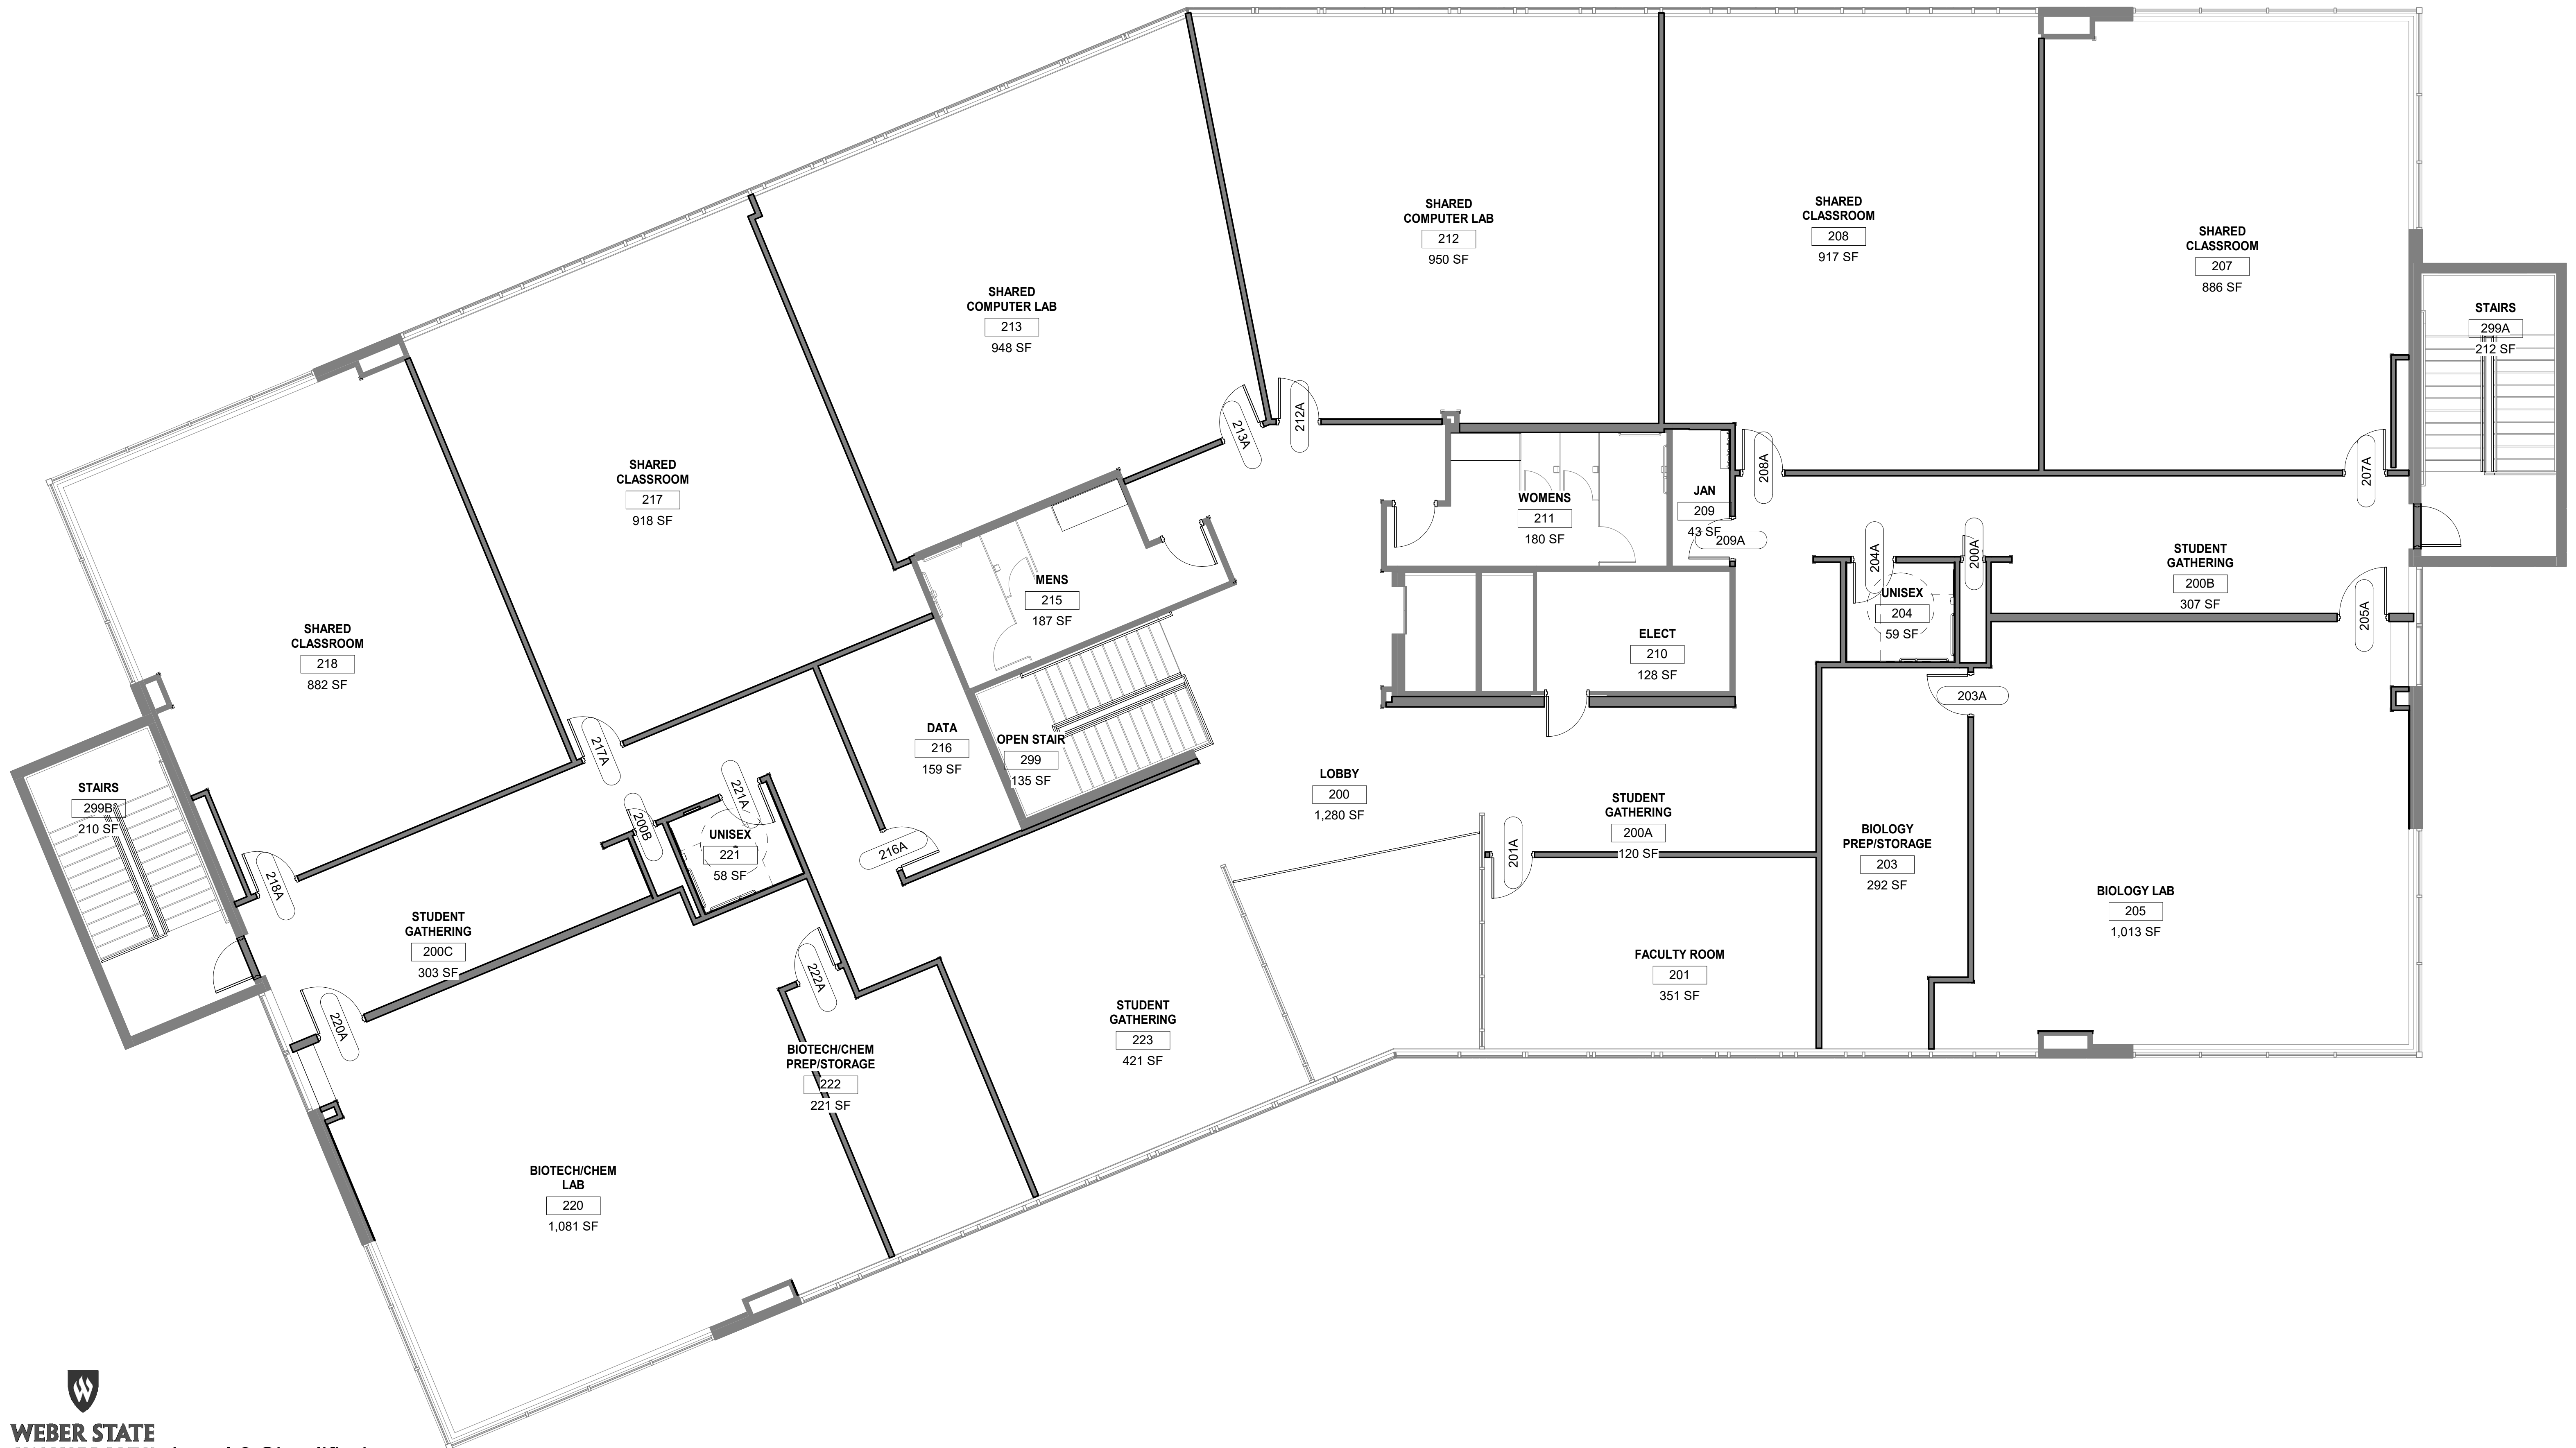 SHARED
COMPUTER LAB
212
950 SF
SHARED
CLASSROOM
208
917 SF
SHARED
CLASSROOM
207
886 SF
STAIRS
299A
212 SF
SHARED
COMPUTER LAB
213
948 SF
213A
212A
208A
207A
SHARED
CLASSROOM
217
918 SF
WOMENS
211
180 SF
JAN
209
43 SF
209A
204A
200A
STUDENT
GATHERING
200B
307 SF
205A
MENS
215
187 SF
UNISEX
204
59 SF
ELECT
210
128 SF
203A
SHARED
CLASSROOM
218
882 SF
217A
DATA
216
159 SF
OPEN STAIR
299
135 SF
STAIRS
299B
210 SF
221A
200B
UNISEX
221
58 SF
216A
LOBBY
200
1,280 SF
STUDENT
GATHERING
200A
120 SF
201A
BIOLOGY
PREP/STORAGE
203
292 SF
BIOLOGY LAB
205
1,013 SF
218A
STUDENT
GATHERING
200C
303 SF
222A
FACULTY ROOM
201
351 SF
220A
STUDENT
GATHERING
223
421 SF
BIOTECH/CHEM
PREP/STORAGE
222
221 SF
BIOTECH/CHEM
LAB
220
1,081 SF
WEBER STATE